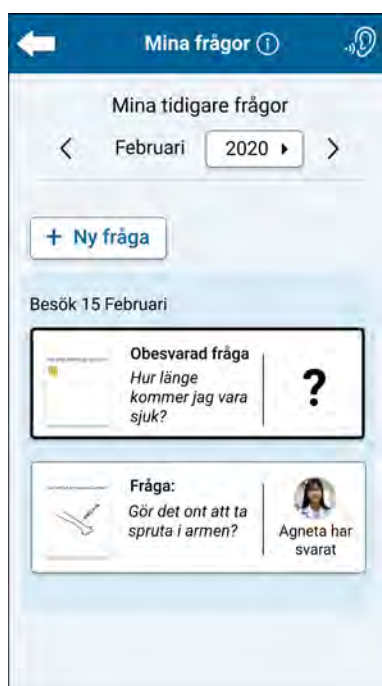 Mina frågor
Mina tidigare frågor
Februari 2020
+ Ny fråga
Besök 15 Februari
Obesvarad fråga
Hur länge
kommer jag vara
sjuk?
?
Fråga:
Gör det ont att ta
spruta i armen?
Agneta har
svarat